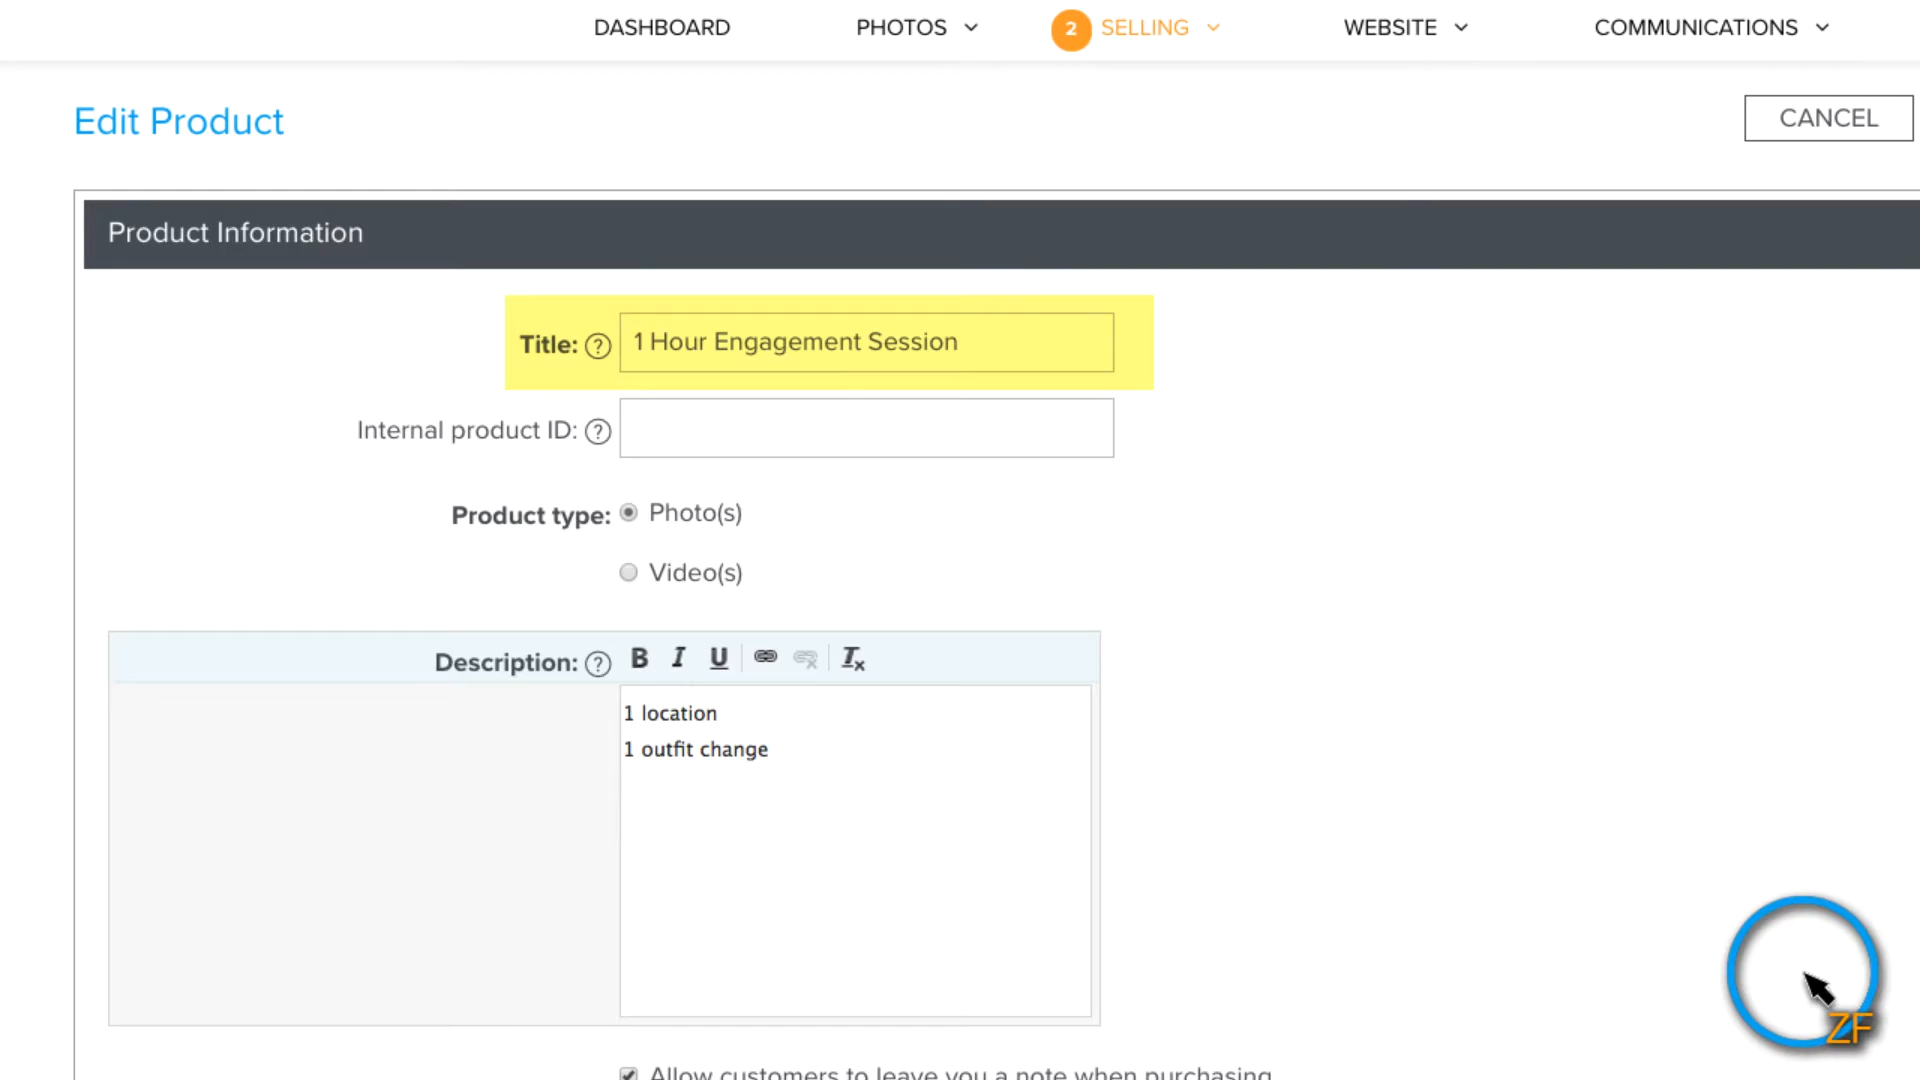 DASHBOARD PHOTOS 2 SELLING WEBSITE COMMUNICATIONS
Edit Product
CANCEL
Product Information
Title: ? 1 Hour Engagement Session
Internal product ID: ?
Product type: Photo(s)
Video(s)
Description: ? B I U Tx
1 location
1 outfit change
ZF
Allow customers to leave you a note when purchasing